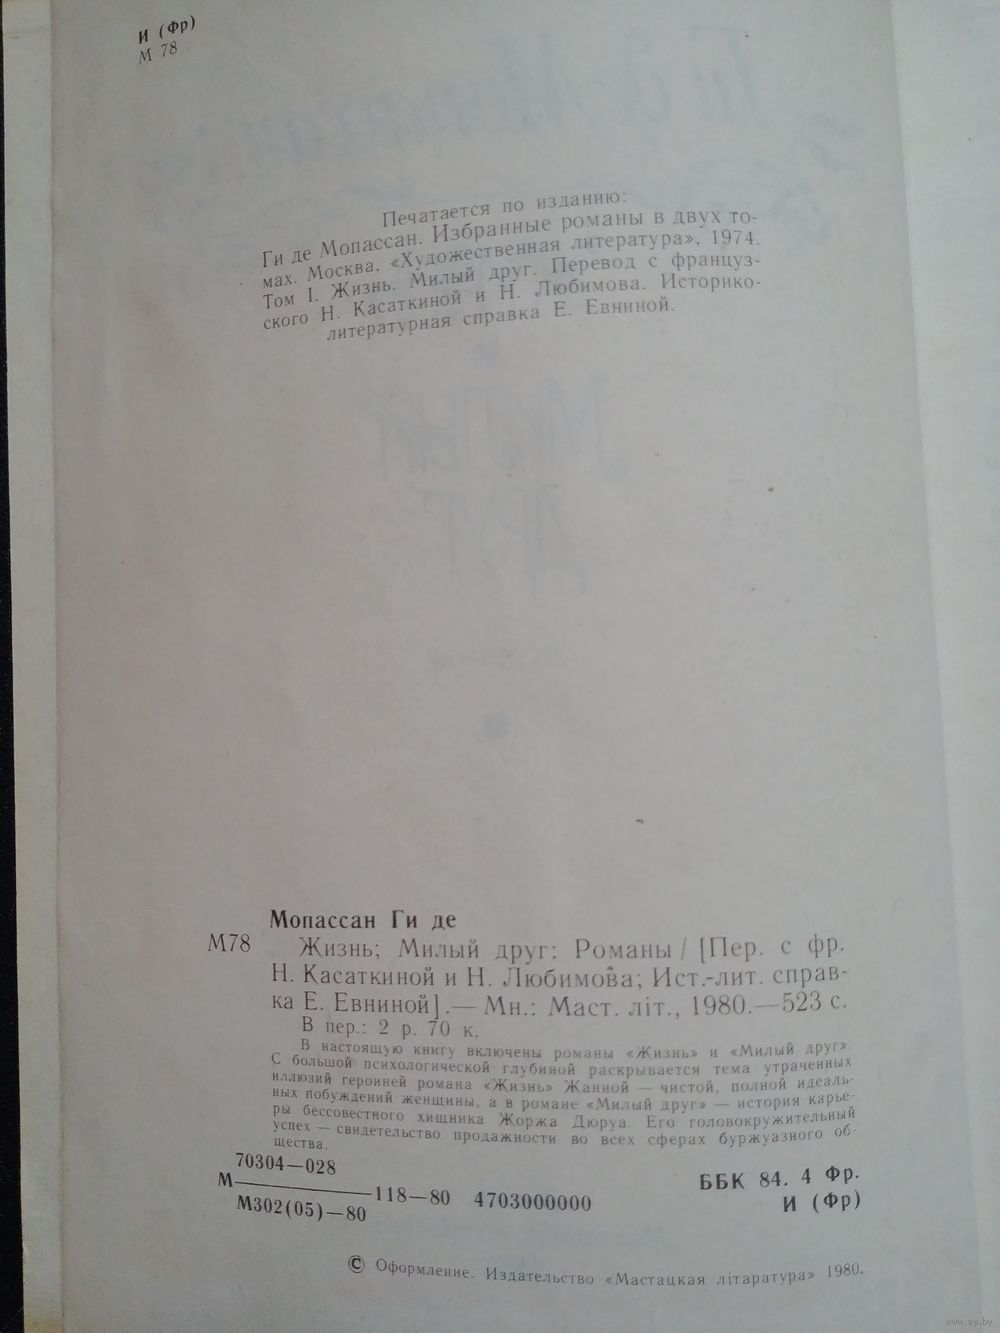 И (Фр)
М 78
Печатается по изданию:
Ги де Мопассан. Избранные романы в двух то-
мах. Москва, «Художественная литература», 1974.
Том I. Жизнь. Милый друг. Перевод с француз-
ского Н. Касаткиной и Н. Любимова. Историко-
литературная справка Е. Евниной.
Мопассан Ги де
М78 Жизнь; Милый друг: Романы / [Пер. с фр.
Н. Касаткиной и Н. Любимова; Ист.-лит. справ-
ка Е. Евниной].— Мн.: Маст. літ., 1980.—523 с.
В пер.: 2 р. 70 к.
В настоящую книгу включены романы «Жизнь» и «Милый друг».
С большой психологической глубиной раскрывается тема утраченных
иллюзий героиней романа «Жизнь» Жанной — чистой, полной идеаль-
ных побуждений женщины, а в романе «Милый друг» — история карье-
ры бессовестного хищника Жоржа Дюруа. Его головокружительный
успех — свидетельство продажности во всех сферах буржуазного об-
щества.
70304—028
М———118—80 4703000000
М302(05)—80
ББК 84. 4 Фр.
И (Фр)
© Оформление. Издательство «Мастацкая літаратура» 1980.
www.ay.by